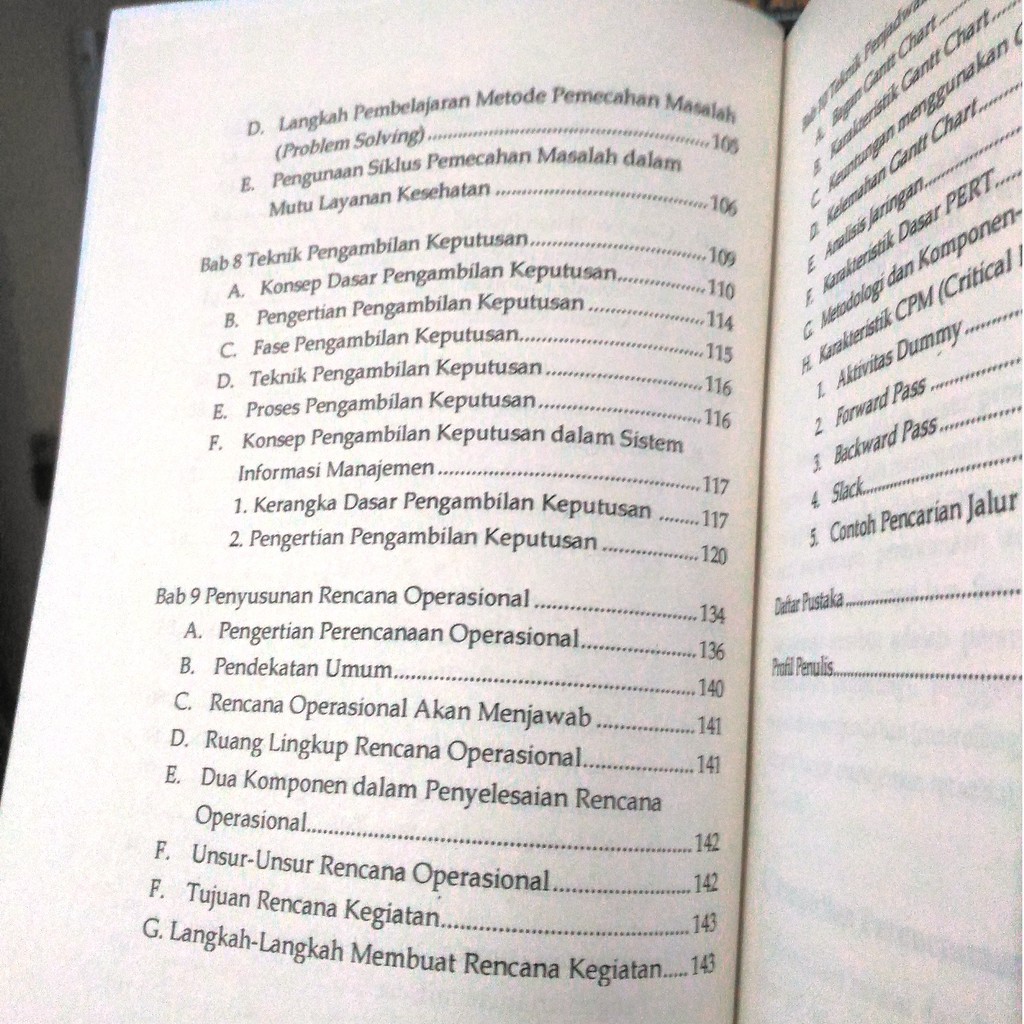 D. Langkah Pembelajaran Metode Pemecahan Masalah
(Problem Solving)........................................105
E. Pengunaan Siklus Pemecahan Masalah dalam
Mutu Layanan Kesehatan ........................................106
Bab 8 Teknik Pengambilan Keputusan........................................109
A. Konsep Dasar Pengambilan Keputusan....................110
B. Pengertian Pengambilan Keputusan ....................114
C. Fase Pengambilan Keputusan..............................115
D. Teknik Pengambilan Keputusan ..........................116
E. Proses Pengambilan Keputusan..........................116
F. Konsep Pengambilan Keputusan dalam Sistem
Informasi Manajemen ........................................117
1. Kerangka Dasar Pengambilan Keputusan ........117
2. Pengertian Pengambilan Keputusan ................120
Bab 9 Penyusunan Rencana Operasional ..............................134
A. Pengertian Perencanaan Operasional....................136
B. Pendekatan Umum........................................140
C. Rencana Operasional Akan Menjawab ................141
D. Ruang Lingkup Rencana Operasional..................141
E. Dua Komponen dalam Penyelesaian Rencana
Operasional..................................................142
F. Unsur-Unsur Rencana Operasional......................142
F. Tujuan Rencana Kegiatan..................................143
G. Langkah-Langkah Membuat Rencana Kegiatan.....143
Bab 10 Teknik Penjadwa
A. Bagan Gantt Chart ......
B. Karakteristik Gantt Chart ......
C. Keuntungan menggunakan G
D. Kelemahan Gantt Chart.........
E. Analisis Jaringan....................
F. Karakteristik Dasar PERT.......
G. Metodologi dan Komponen-
H. Karakteristik CPM (Critical
1. Aktivitas Dummy ..........
2. Forward Pass ................
3. Backward Pass ................
4. Slack..............................
5. Contoh Pencarian Jalur
Daftar Pustaka ..............................
Profil Penulis..............................